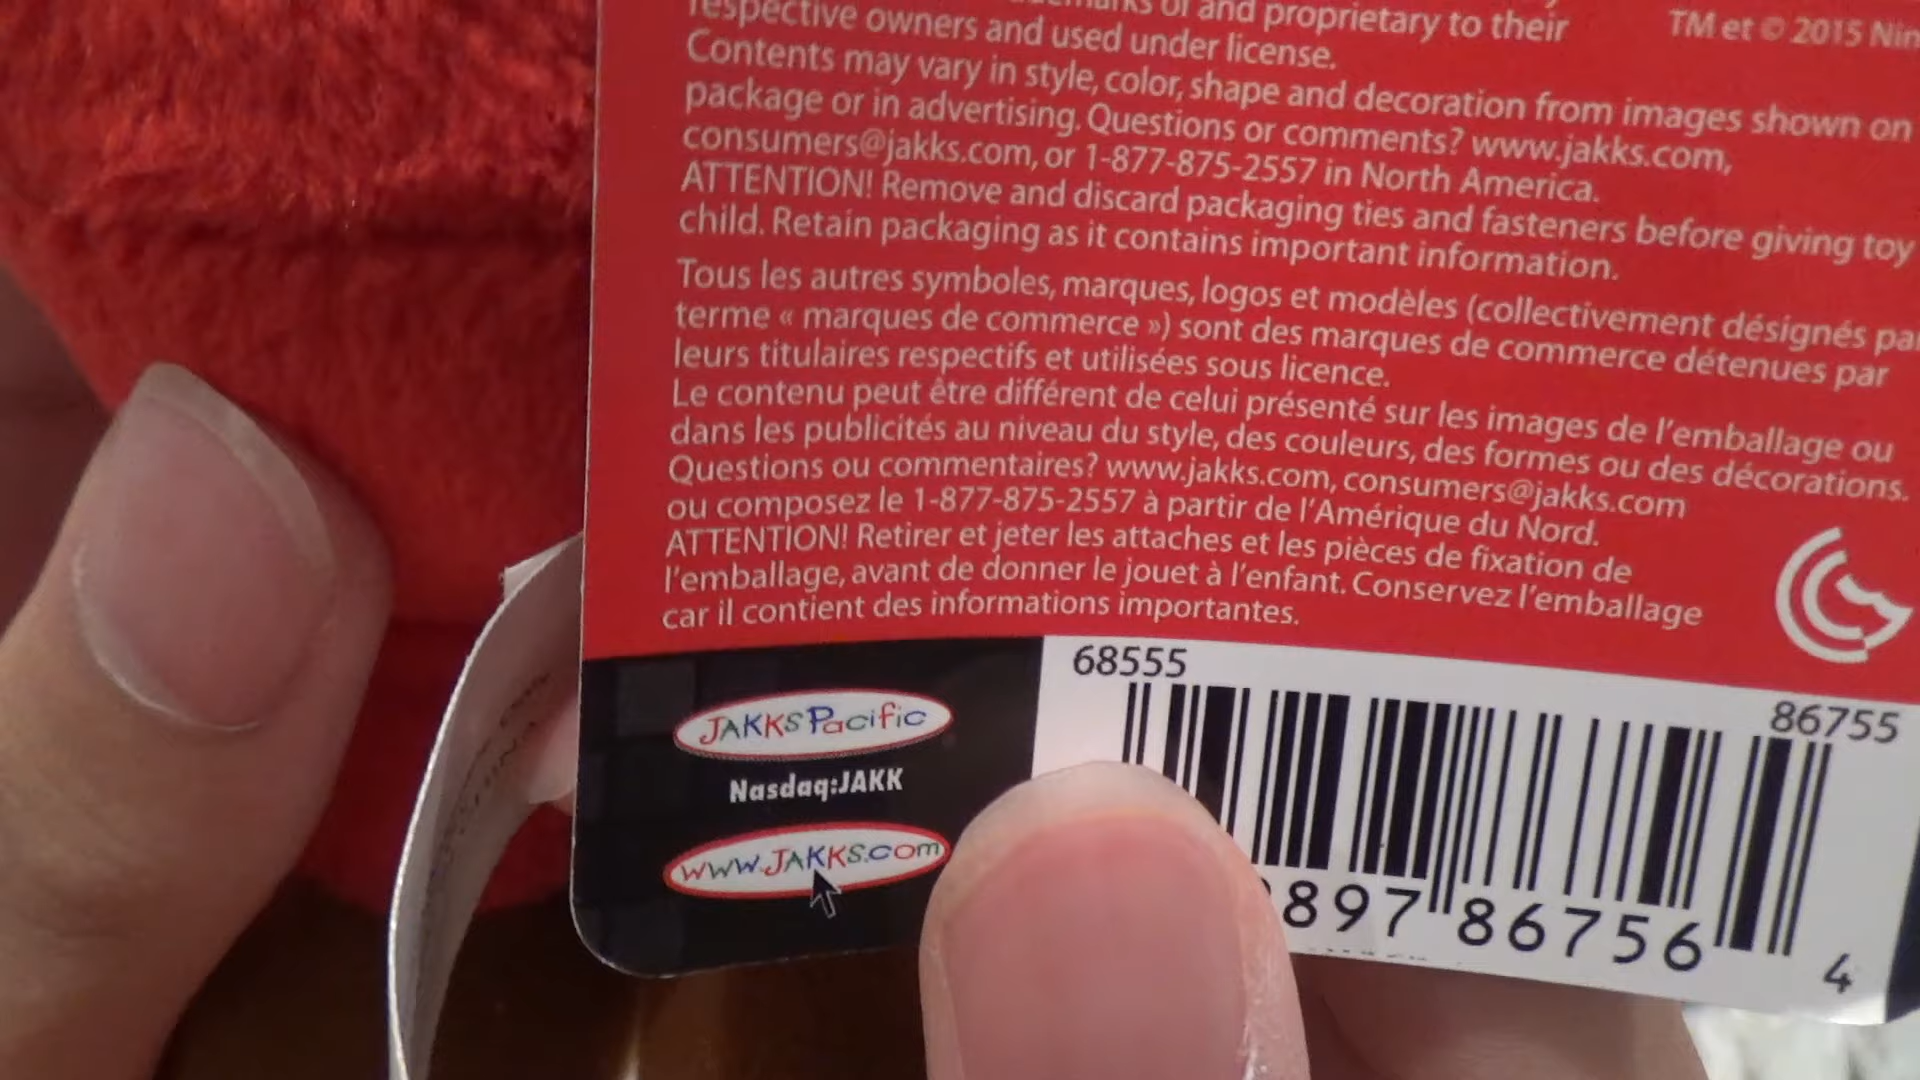 of and proprietary to their
respective owners and used under license.
Contents may vary in style, color, shape and decoration from images shown on
package or in advertising. Questions or comments? www.jakks.com,
consumers@jakks.com, or 1-877-875-2557 in North America.
ATTENTION! Remove and discard packaging ties and fasteners before giving toy
child. Retain packaging as it contains important information.
TM et © 2015 Nin
Tous les autres symboles, marques, logos et modèles (collectivement désignés par
terme « marques de commerce ») sont des marques de commerce détenues par
leurs titulaires respectifs et utilisées sous licence.
Le contenu peut être différent de celui présenté sur les images de l'emballage ou
dans les publicités au niveau du style, des couleurs, des formes ou des décorations.
Questions ou commentaires? www.jakks.com, consumers@jakks.com
ou composez le 1-877-875-2557 à partir de l'Amérique du Nord.
ATTENTION! Retirer et jeter les attaches et les pièces de fixation de
l'emballage, avant de donner le jouet à l'enfant. Conservez l'emballage
car il contient des informations importantes.
JAKKS Pacific
Nasdaq:JAKK
www.JAKKS.com
68555
86755
897 86756 4